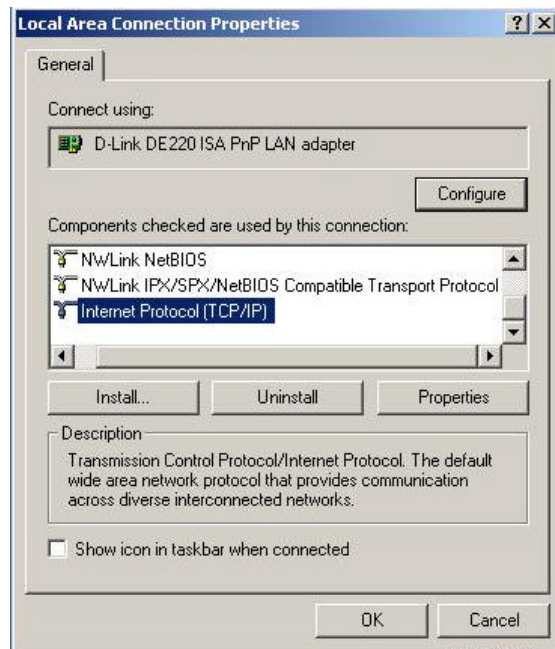 Local Area Connection Properties
General
Connect using:
D-Link DE220 ISA PnP LAN adapter
Configure
Components checked are used by this connection:
NWLink NetBIOS
NWLink IPX/SPX/NetBIOS Compatible Transport Protocol
Internet Protocol (TCP/IP)
Install... Uninstall Properties
Description
Transmission Control Protocol/Internet Protocol. The default
wide area network protocol that provides communication
across diverse interconnected networks.
Show icon in taskbar when connected
OK Cancel